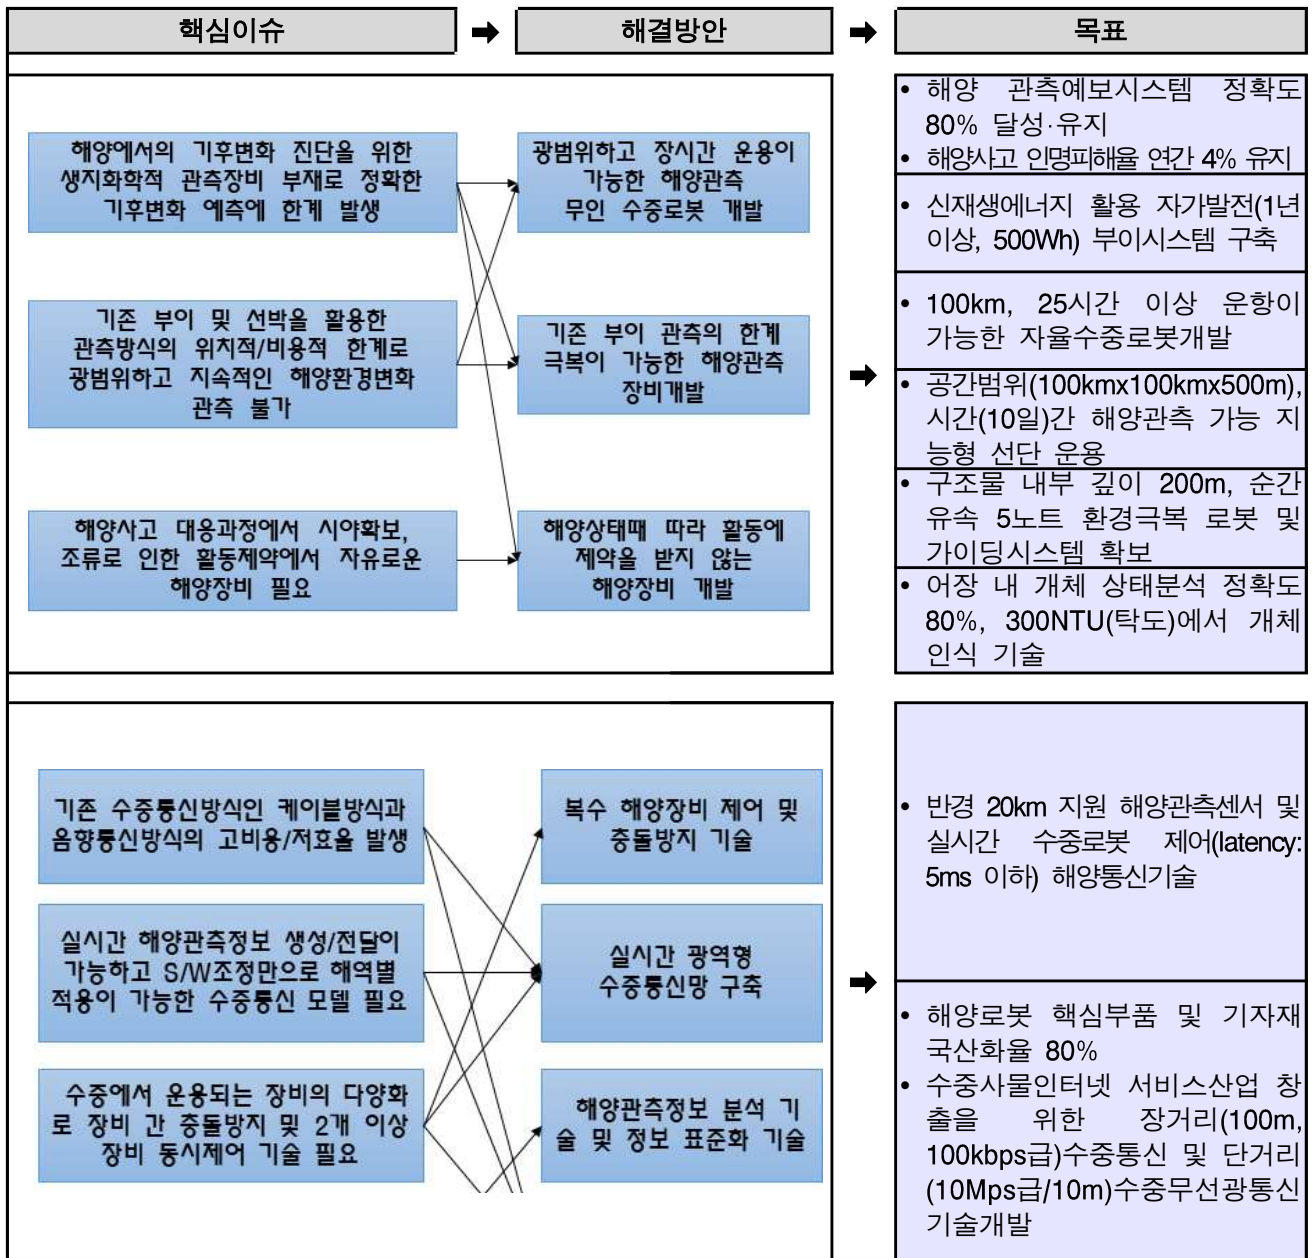 핵심이슈
해결방안
목표
해양에서의 기후변화 진단을 위한
생지화학적 관측장비 부재로 정확한
기후변화 예측에 한계 발생
광범위하고 장시간 운용이
가능한 해양관측
무인 수중로봇 개발
기존 부이 및 선박을 활용한
관측방식의 위치적/비용적 한계로
광범위하고 지속적인 해양환경변화
관측 불가
기존 부이 관측의 한계
극복이 가능한 해양관측
장비개발
해양사고 대응과정에서 시야확보,
조류로 인한 활동제약에서 자유로운
해양장비 필요
해양상태때 따라 활동에
제약을 받지 않는
해양장비 개발
• 해양 관측예보시스템 정확도
80% 달성·유지
• 해양사고 인명피해율 연간 4% 유지
• 신재생에너지 활용 자가발전(1년
이상, 500Wh) 부이시스템 구축
• 100km, 25시간 이상 운항이
가능한 자율수중로봇개발
• 공간범위(100kmx100kmx500m),
시간(10일)간 해양관측 가능 지
능형 선단 운용
• 구조물 내부 깊이 200m, 순간
유속 5노트 환경극복 로봇 및
가이딩시스템 확보
• 어장 내 개체 상태분석 정확도
80%, 300NTU(탁도)에서 개체
인식 기술
기존 수중통신방식인 케이블방식과
음향통신방식의 고비용/저효율 발생
복수 해양장비 제어 및
충돌방지 기술
실시간 해양관측정보 생성/전달이
가능하고 S/W조정만으로 해역별
적용이 가능한 수중통신 모델 필요
실시간 광역형
수중통신망 구축
수중에서 운용되는 장비의 다양화
로 장비 간 충돌방지 및 2개 이상
장비 동시제어 기술 필요
해양관측정보 분석 기
술 및 정보 표준화 기술
• 반경 20km 지원 해양관측센서 및
실시간 수중로봇 제어(latency:
5ms 이하) 해양통신기술
• 해양로봇 핵심부품 및 기자재
국산화율 80%
• 수중사물인터넷 서비스산업 창
출을 위한 장거리(100m,
100kbps급)수중통신 및 단거리
(10Mps급/10m)수중무선광통신
기술개발